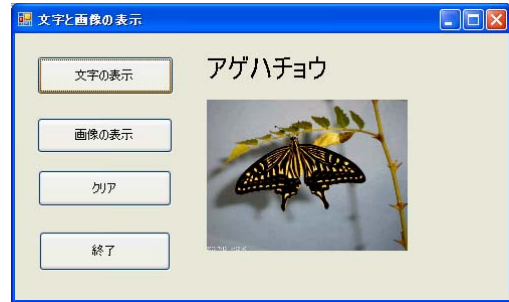 文字と画像の表示
文字の表示
アゲハチョウ
画像の表示
クリア
終了